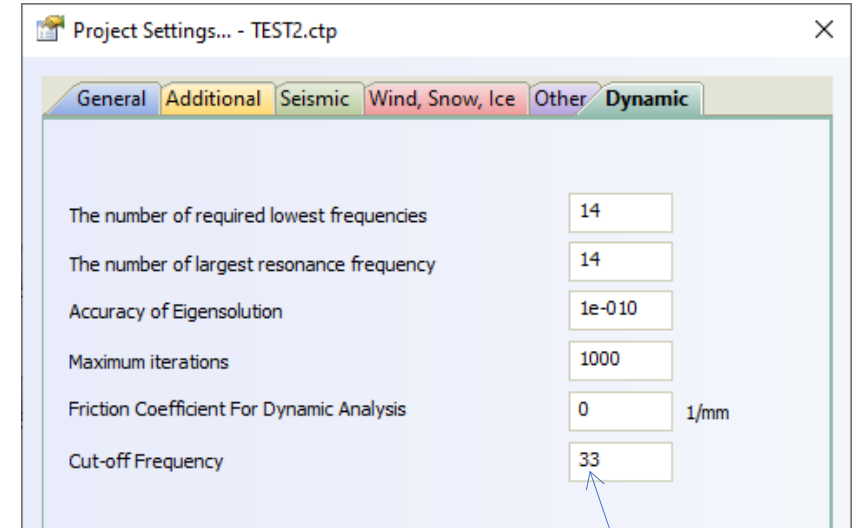 Project Settings... - TEST2.ctp
General Additional Seismic Wind, Snow, Ice Other Dynamic
The number of required lowest frequencies 14
The number of largest resonance frequency 14
Accuracy of Eigensolution 1e-010
Maximum iterations 1000
Friction Coefficient For Dynamic Analysis 0 1/mm
Cut-off Frequency 33